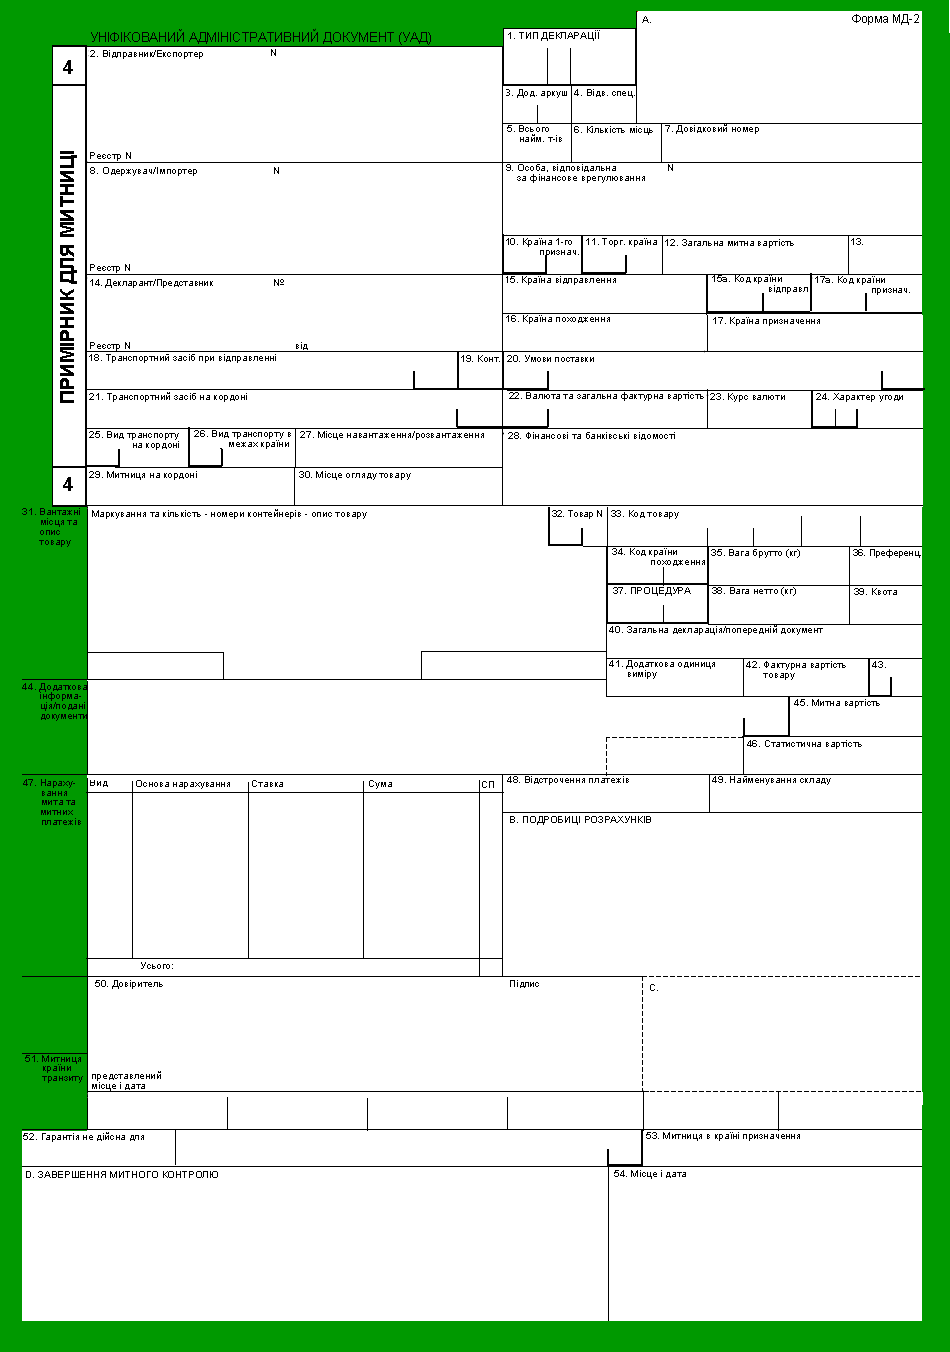 А.
Форма МД-2
УНІФІКОВАНИЙ АДМІНІСТРАТИВНИЙ ДОКУМЕНТ (УАД)
1. ТИП ДЕКЛАРАЦІЇ
4
2. Відправник/Експортер N
3. Дод. аркуш
4. Відв. спец.
5. Всього
найм. т-ів
6. Кількість місць
7. Довідковий номер
Реєстр N
ПРИМІРНИК ДЛЯ МИТНИЦІ
8. Одержувач/Імпортер N
9. Особа, відповідальна N
за фінансове врегулювання
10. Країна 1-го
признач.
11. Торг. країна
12. Загальна митна вартість
13.
Реєстр N
14. Декларант/Представник №
15. Країна відправлення
15а. Код країни
відправл
17а. Код країни
признач.
16. Країна походження
17. Країна призначення
Реєстр N від
18. Транспортний засіб при відправленні
19. Конт.
20. Умови поставки
21. Транспортний засіб на кордоні
22. Валюта та загальна фактурна вартість
23. Курс валюти
24. Характер угоди
25. Вид транспорту
на кордоні
26. Вид транспорту в
межах країни
27. Місце навантаження/розвантаження
28. Фінансові та банківські відомості
4
29. Митниця на кордоні
30. Місце огляду товару
31. Вантажні
місця та
опис
товару
Маркування та кількість - номери контейнерів - опис товару
32. Товар N
33. Код товару
34. Код країни
походження
35. Вага брутто (кг)
36. Преференц.
37. ПРОЦЕДУРА
38. Вага нетто (кг)
39. Квота
40. Загальна декларація/попередній документ
41. Додаткова одиниця
виміру
42. Фактурна вартість
товару
43.
44. Додаткова
інформа-
ція/подані
документи
45. Митна вартість
46. Статистична вартість
47. Нараху-
вання
мита та
митних
платежів
Вид
Основа нарахування
Ставка
Сума
СП
48. Відстрочення платежів
49. Найменування складу
В. ПОДРОБИЦІ РОЗРАХУНКІВ
Усього:
50. Довіритель
Підпис
С.
51. Митниця
країни
транзиту
представлений
місце і дата
52. Гарантія не дійсна для
53. Митниця в країні призначення
D. ЗАВЕРШЕННЯ МИТНОГО КОНТРОЛЮ
54. Місце і дата